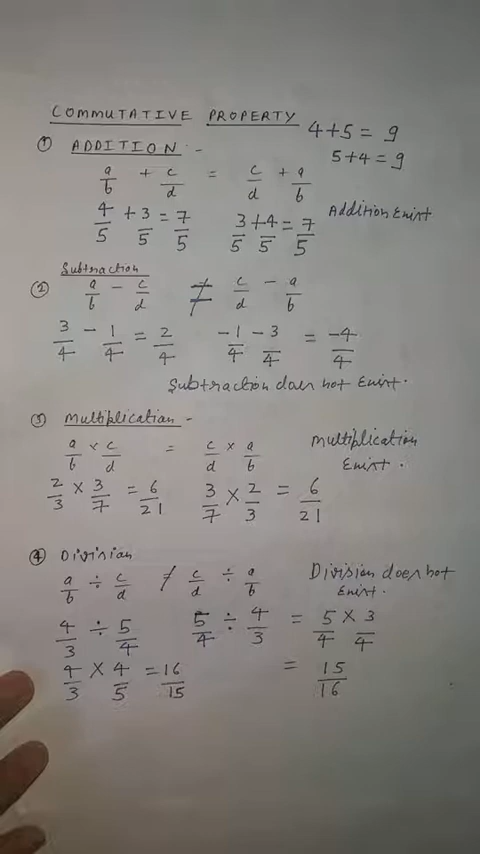 COMMUTATIVE PROPERTY
4+5 = 9
5+4 = 9
① ADDITION :-
a/b + c/d = c/d + a/b
4/5 + 3/5 = 7/5 3/5 + 4/5 = 7/5 Addition Exist
② Subtraction
a/b - c/d ≠ c/d - a/b
3/4 - 1/4 = 2/4 -1/4 - 3/4 = -4/4
Subtraction does not Exist.
③ Multiplication -
a/b × c/d = c/d × a/b Multiplication Exist.
2/3 × 3/7 = 6/21 3/7 × 2/3 = 6/21
④ Division
a/b ÷ c/d ≠ c/d ÷ a/b Division does not Exist.
4/3 ÷ 5/4 5/4 ÷ 4/3 = 5/4 × 3/4
4/3 × 4/5 = 16/15 = 15/16